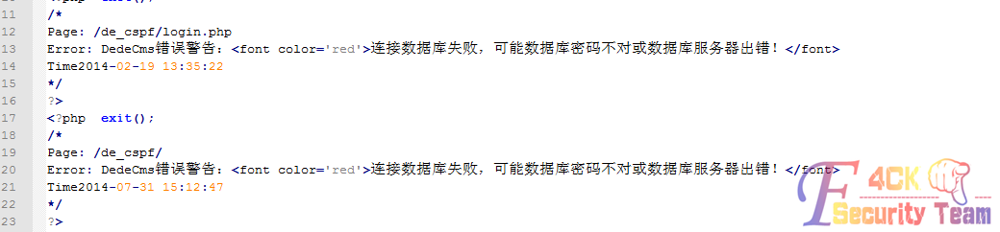 <?php  exit();
11 /*
12 Page: /de_cspf/login.php
13 Error: DedeCms错误警告：<font color='red'>连接数据库失败，可能数据库密码不对或数据库服务器出错！</font>
14 Time2014-02-19 13:35:22
15 */
16 ?>
17 <?php  exit();
18 /*
19 Page: /de_cspf/
20 Error: DedeCms错误警告：<font color='red'>连接数据库失败，可能数据库密码不对或数据库服务器出错！</font>
21 Time2014-07-31 15:12:47
22 */
23 ?>
F4CK
Security Team